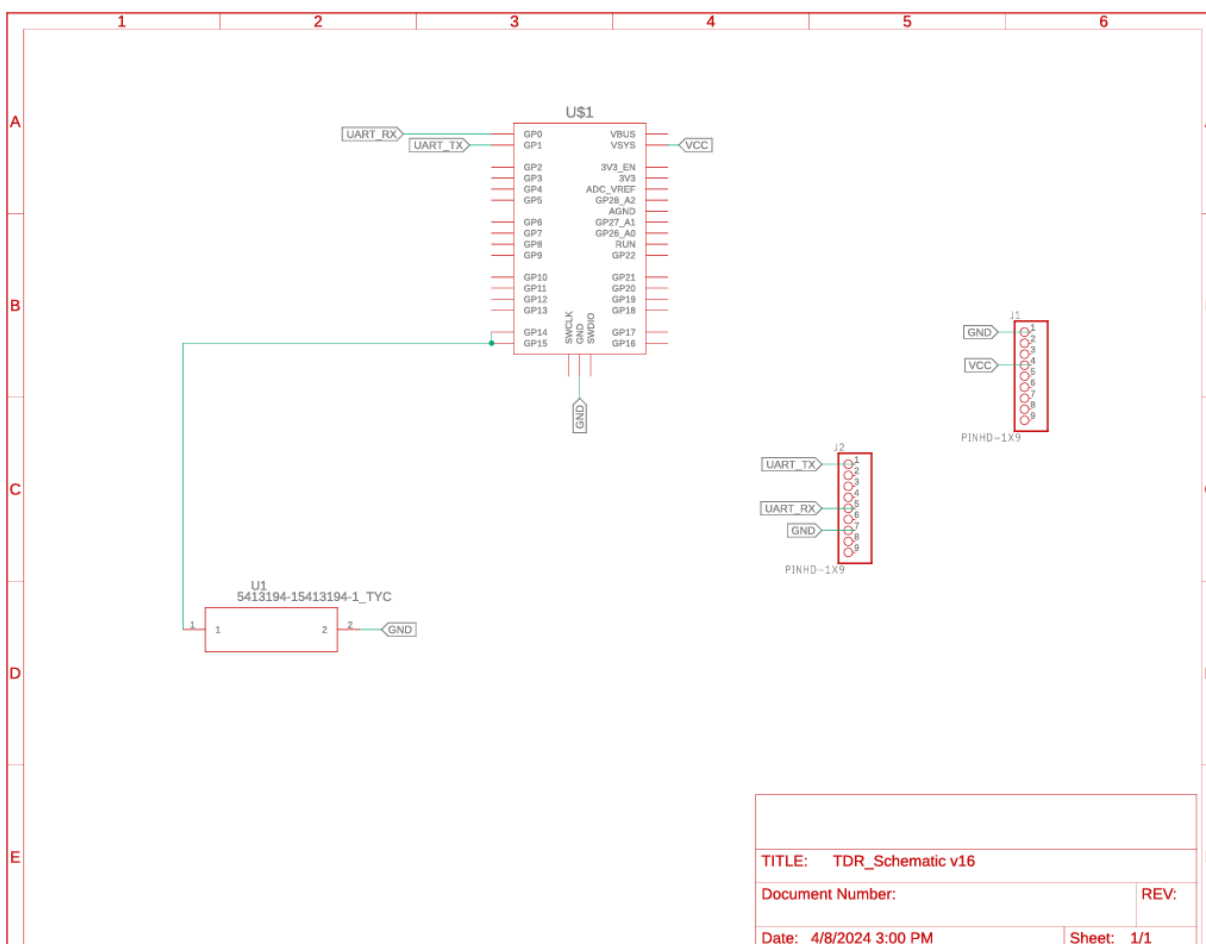 1 2 3 4 5 6
A
B
C
D
E
U$1
UART_RX
UART_TX
GP0
GP1
GP2
GP3
GP4
GP5
GP6
GP7
GP8
GP9
GP10
GP11
GP12
GP13
GP14
GP15
VBUS
VSYS
3V3_EN
3V3
ADC_VREF
GP28_A2
AGND
GP27_A1
GP26_A0
RUN
GP22
GP21
GP20
GP19
GP18
GP17
GP16
VCC
SWCLK
GND
SWDIO
GND
J1
GND
VCC
1
2
3
4
5
6
7
8
9
PINHD-1X9
J2
UART_TX
UART_RX
GND
1
2
3
4
5
6
7
8
9
PINHD-1X9
U1
5413194-15413194-1_TYC
1 1 2 2 GND
TITLE: TDR_Schematic v16
Document Number:
REV:
Date: 4/8/2024 3:00 PM
Sheet: 1/1